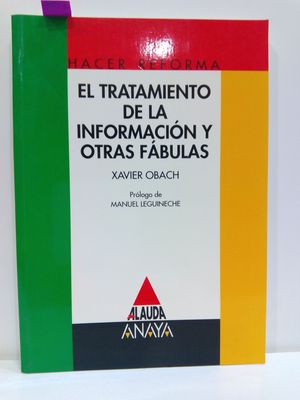 HACER REFORMA
EL TRATAMIENTO
DE LA
INFORMACIÓN Y
OTRAS FÁBULAS
XAVIER OBACH
Prólogo de
MANUEL LEGUINECHE
ALAUDA
ANAYA